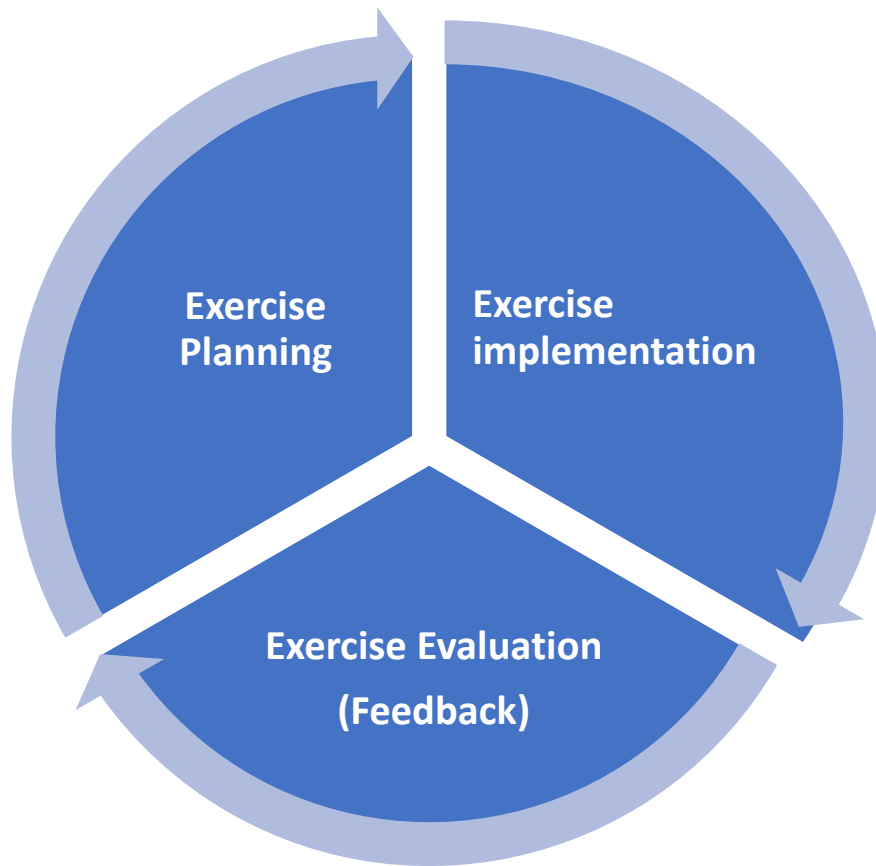 Exercise
Planning
Exercise
implementation
Exercise Evaluation
(Feedback)